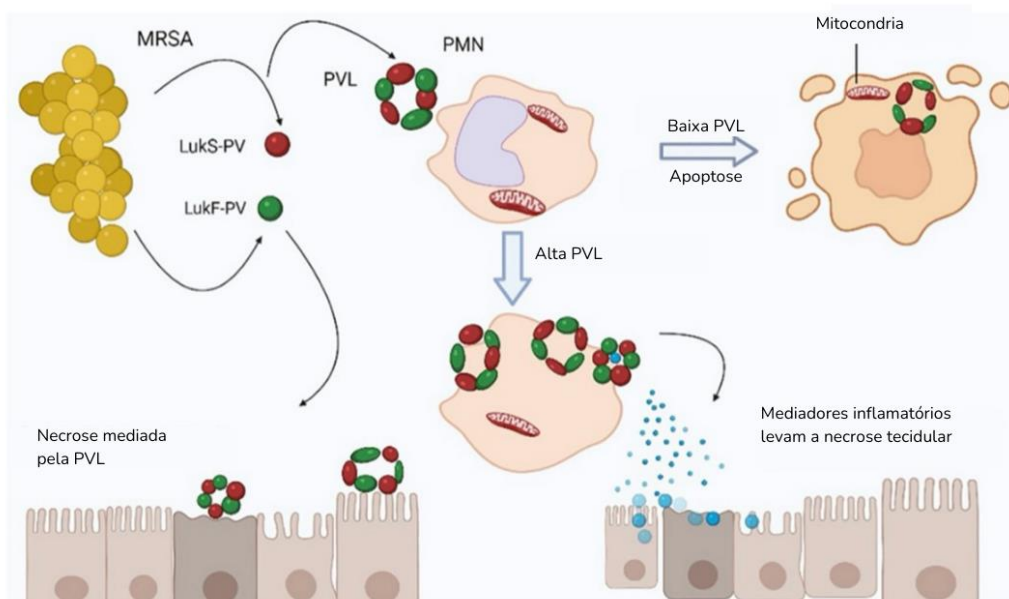 Mitocondria
MRSA
PMN
PVL
LukS-PV
Baixa PVL
Apoptose
LukF-PV
Alta PVL
Necrose mediada
pela PVL
Mediadores inflamatórios
levam a necrose tecidular